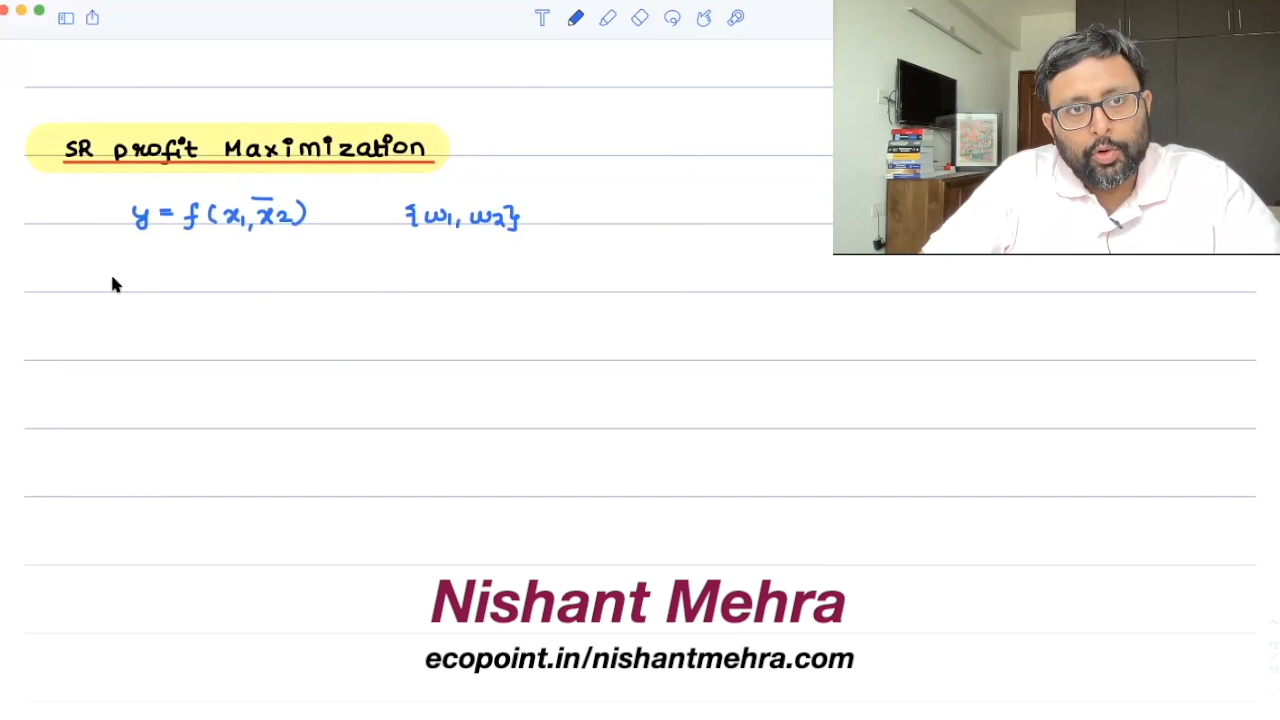 SR profit Maximization
y = f(x₁, x̅₂) {w₁, w₂}
Nishant Mehra
ecopoint.in/nishantmehra.com